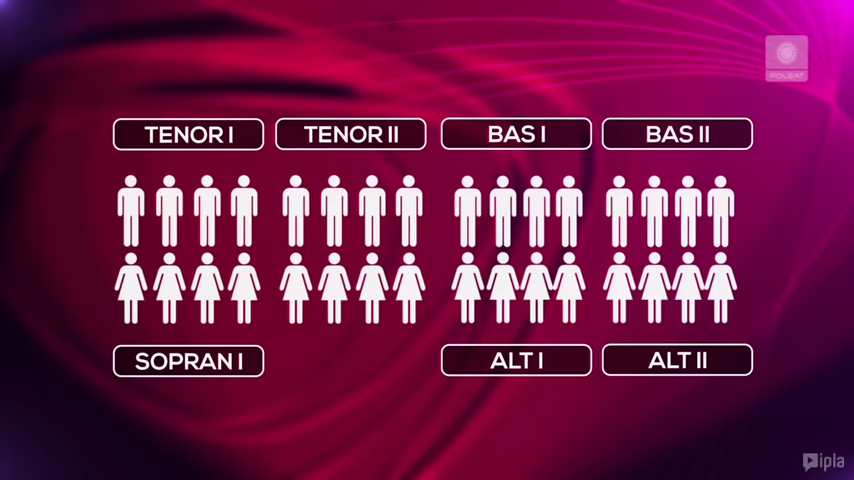 POLSAT
TENOR I
TENOR II
BAS I
BAS II
SOPRAN I
ALT I
ALT II
ipla